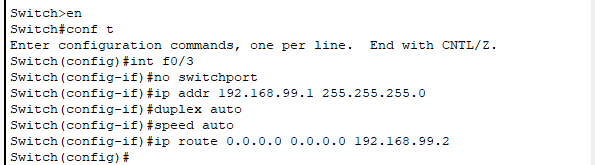 Switch>en
Switch#conf t
Enter configuration commands, one per line.  End with CNTL/Z.
Switch(config)#int f0/3
Switch(config-if)#no switchport
Switch(config-if)#ip addr 192.168.99.1 255.255.255.0
Switch(config-if)#duplex auto
Switch(config-if)#speed auto
Switch(config-if)#ip route 0.0.0.0 0.0.0.0 192.168.99.2
Switch(config)#